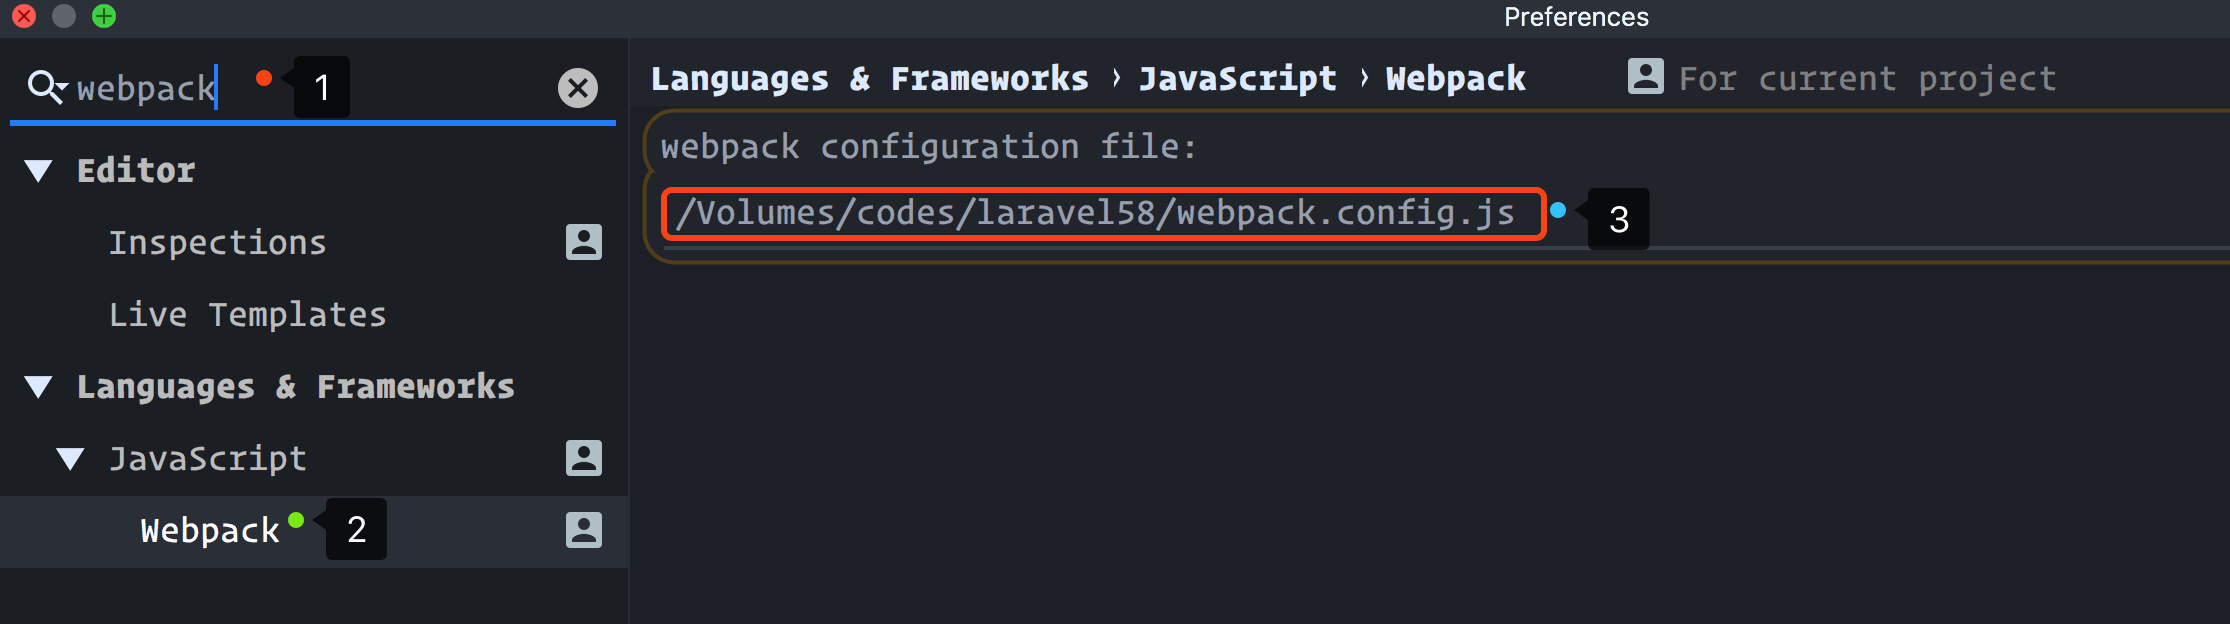 Preferences
webpack
1
Editor
Inspections
Live Templates
Languages & Frameworks
JavaScript
Webpack
2
Languages & Frameworks › JavaScript › Webpack
For current project
webpack configuration file:
/Volumes/codes/laravel58/webpack.config.js
3